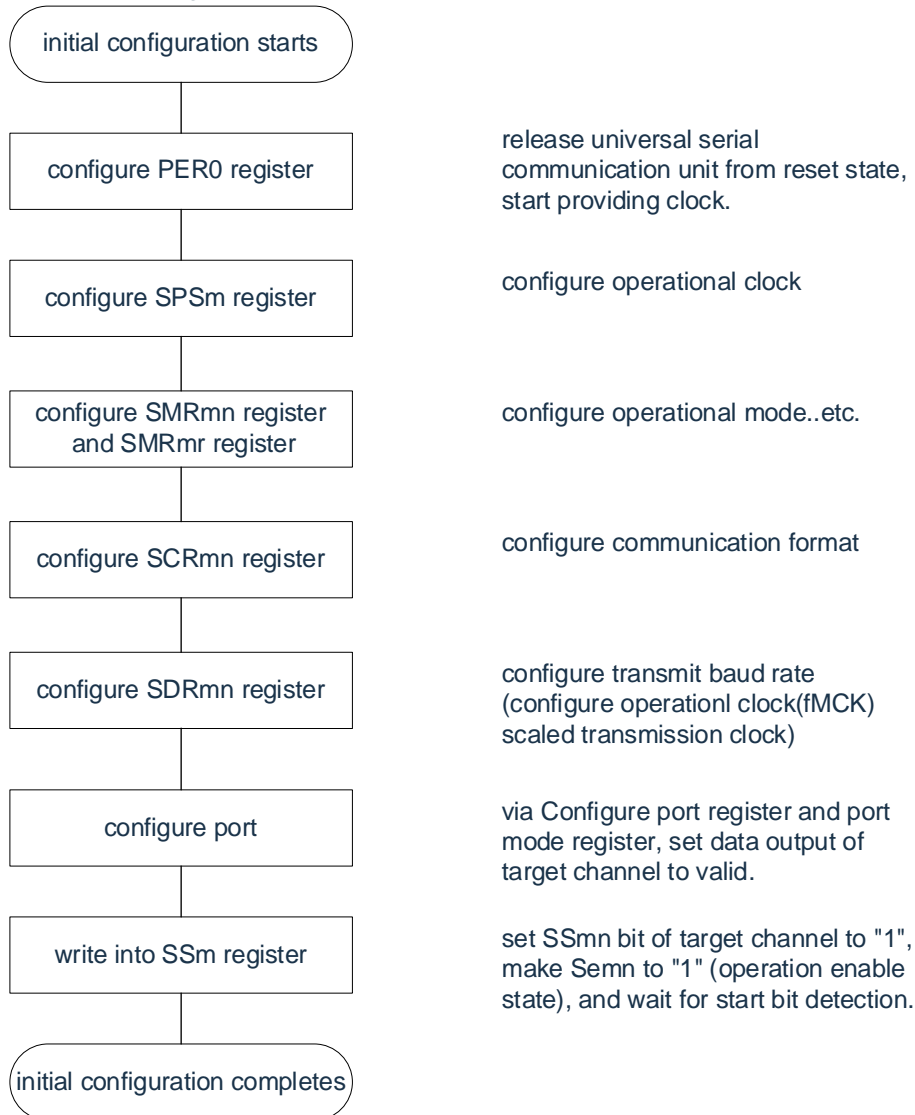 initial configuration starts
configure PER0 register
release universal serial
communication unit from reset state,
start providing clock.
configure SPSm register
configure operational clock
configure SMRmn register
and SMRmr register
configure operational mode..etc.
configure SCRmn register
configure communication format
configure SDRmn register
configure transmit baud rate
(configure operationl clock(fMCK)
scaled transmission clock)
configure port
via Configure port register and port
mode register, set data output of
target channel to valid.
write into SSm register
set SSmn bit of target channel to "1",
make Semn to "1" (operation enable
state), and wait for start bit detection.
initial configuration completes